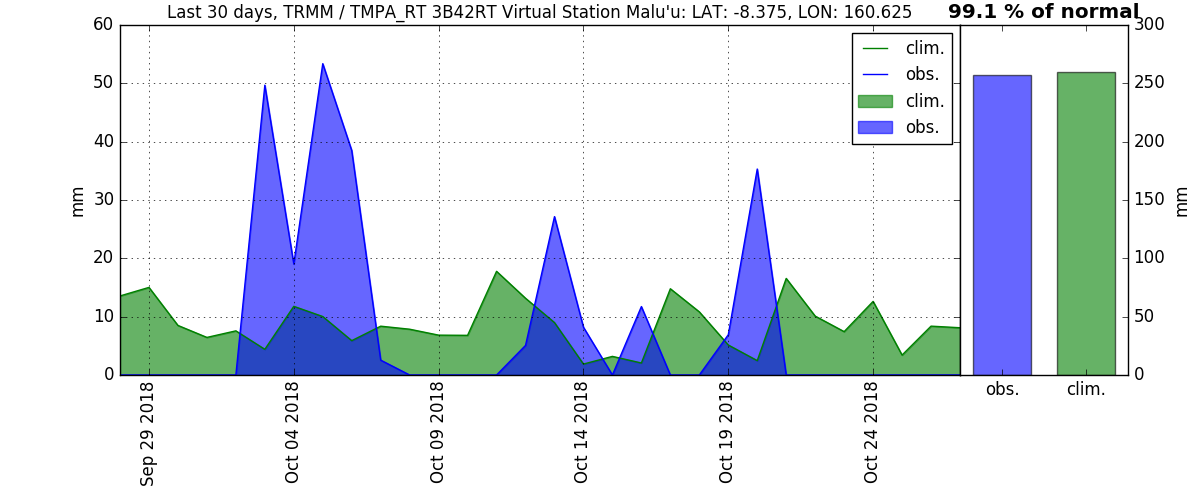 Last 30 days, TRMM / TMPA_RT 3B42RT Virtual Station Malu'u: LAT: -8.375, LON: 160.625
99.1 % of normal
60
50
40
30
20
10
0
mm
clim.
obs.
clim.
obs.
300
250
200
150
100
50
0
mm
Sep 29 2018
Oct 04 2018
Oct 09 2018
Oct 14 2018
Oct 19 2018
Oct 24 2018
obs.
clim.